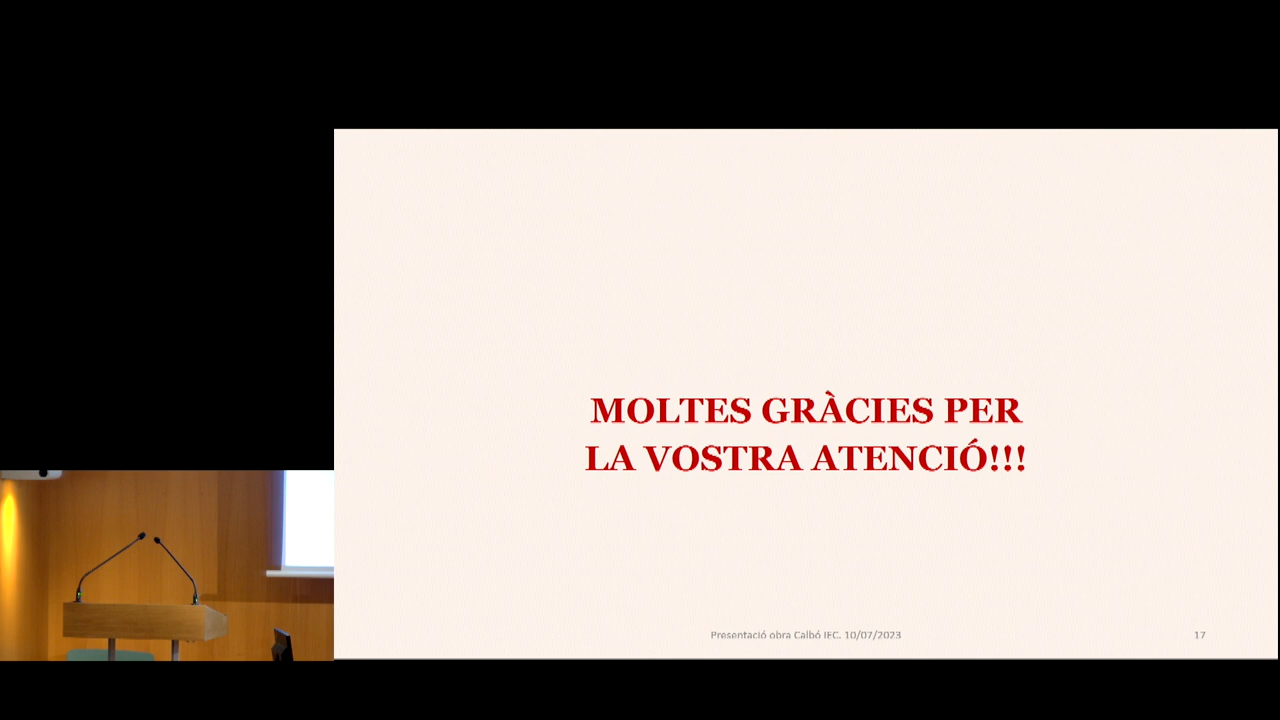 MOLTES GRÀCIES PER
LA VOSTRA ATENCIÓ!!!
Presentació obra Calbó IEC. 10/07/2023
17